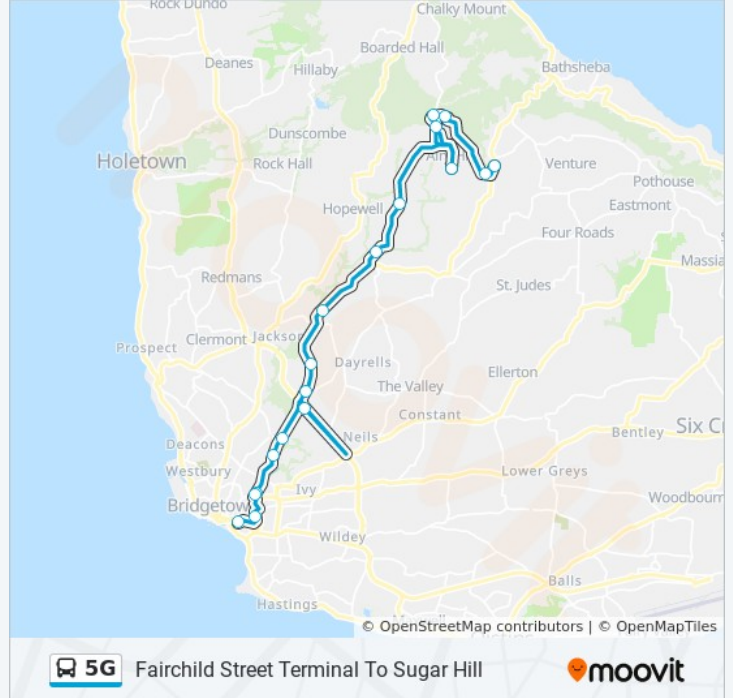 Rock Dundo
Chalky Mount
Boarded Hall
Deanes
Hillaby
Bathsheba
Dunscombe
Holetown
Rock Hall
Venture
Pothouse
Hopewell
Eastmont
Four Roads
Massia
Redmans
St. Judes
Prospect
Clermont
Jackson
Dayrells
Ellerton
The Valley
Constant
Six C
Neils
Bentley
Deacons
Westbury
Lower Greys
Ivy
Woodbourn
Bridgetow
Wildey
Balls
Hastings
© OpenStreetMap contributors | © OpenMapTiles
5G Fairchild Street Terminal To Sugar Hill
moovit